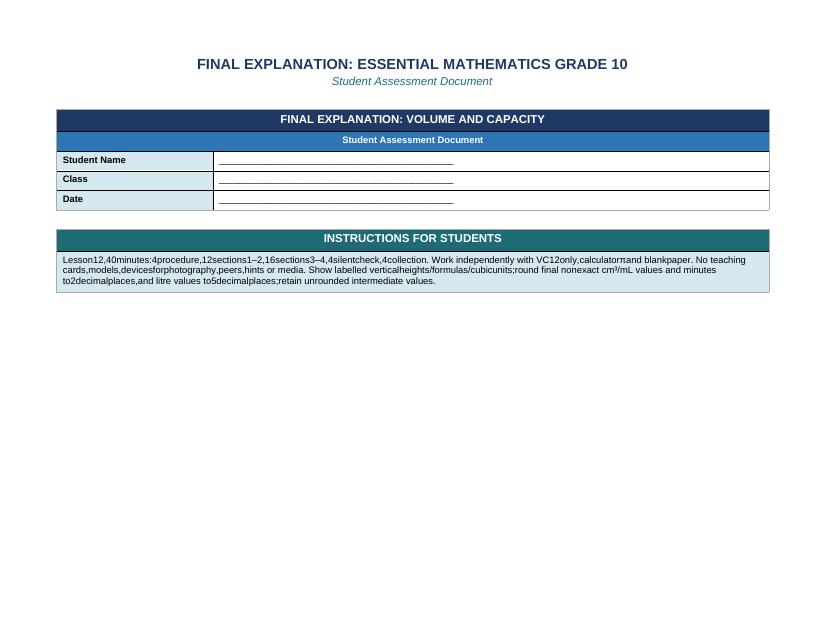 FINAL EXPLANATION: ESSENTIAL MATHEMATICS GRADE 10
Student Assessment Document
FINAL EXPLANATION: VOLUME AND CAPACITY
Student Assessment Document
Student Name
Class
Date
INSTRUCTIONS FOR STUDENTS
Lesson12,40minutes:4procedure,12sections1–2,16sections3–4,4silentcheck,4collection. Work independently with VC12only,calculatorπand blankpaper. No teaching
cards,models,devicesforphotography,peers,hints or media. Show labelled verticalheights/formulas/cubicunits;round final nonexact cm³/mL values and minutes
to2decimalplaces,and litre values to5decimalplaces;retain unrounded intermediate values.